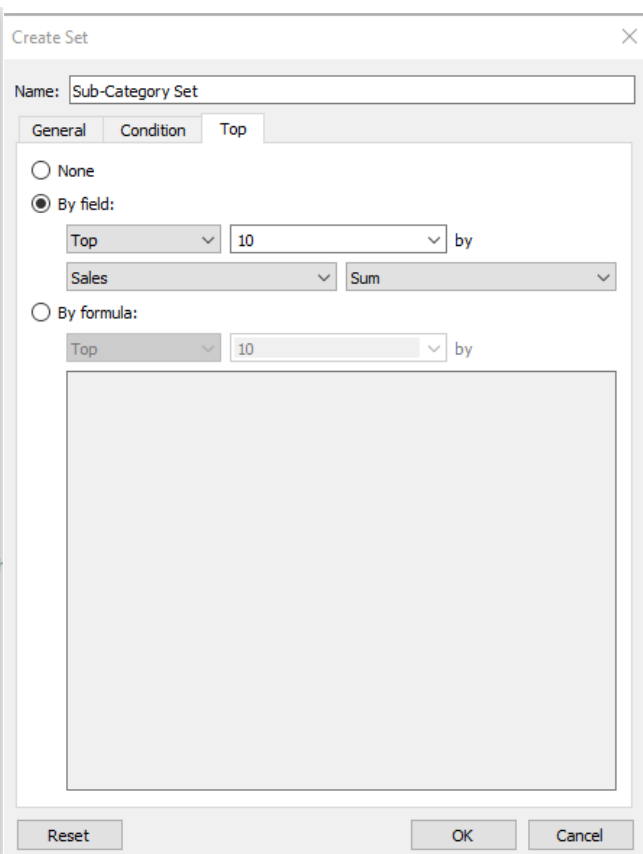 Create Set
Name: Sub-Category Set
General Condition Top
None
By field:
Top 10 by
Sales Sum
By formula:
Top 10 by
Reset OK Cancel